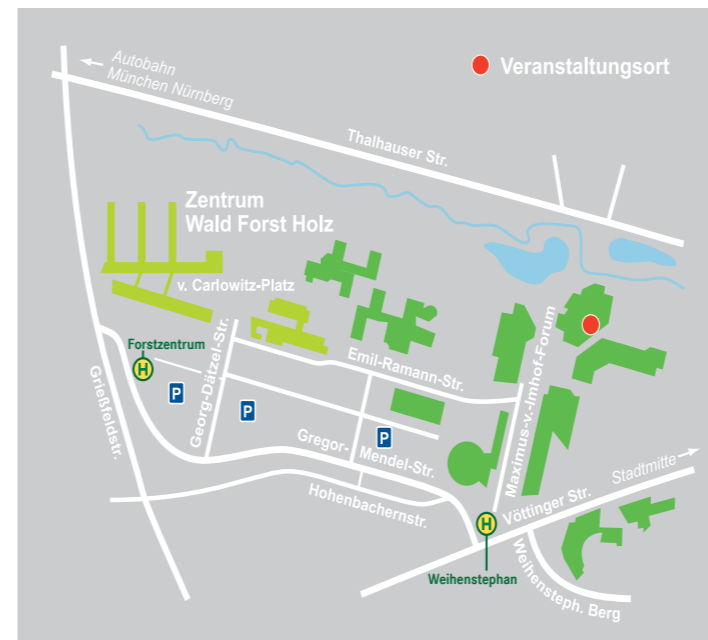 Autobahn
München Nürnberg
Veranstaltungsort
Thalhauser Str.
Zentrum
Wald Forst Holz
v. Carlowitz-Platz
Forstzentrum
H
P
P
P
Grießfeldstr.
Georg-Dätzel-Str.
Emil-Ramann-Str.
Maximus-v.-Imhof-Forum
Gregor-
Mendel-Str.
Hohenbachernstr.
Stadtmitte
Vöttinger Str.
H
Weihenstephan
Weihensteph. Berg